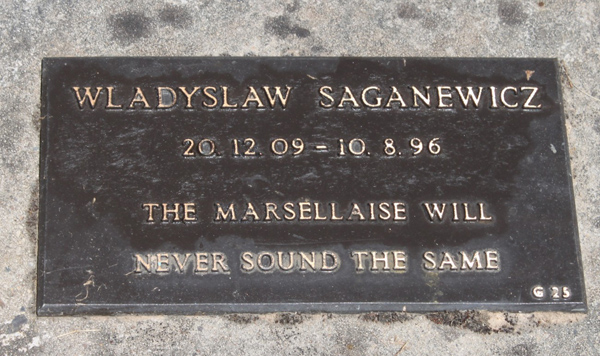 WLADYSLAW SAGANEWICZ
20. 12. 09 - 10. 8. 96
THE MARSELLAISE WILL
NEVER SOUND THE SAME
G 25